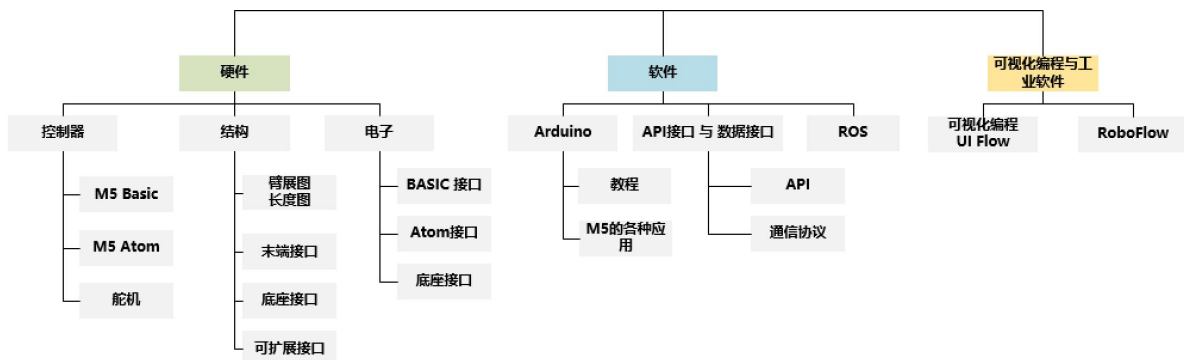 硬件
软件
可视化编程与工
业软件
控制器
结构
电子
Arduino
API接口 与 数据接口
ROS
可视化编程
UI Flow
RoboFlow
M5 Basic
M5 Atom
舵机
臂展图
长度图
末端接口
底座接口
可扩展接口
BASIC 接口
Atom接口
底座接口
教程
M5的各种应
用
API
通信协议